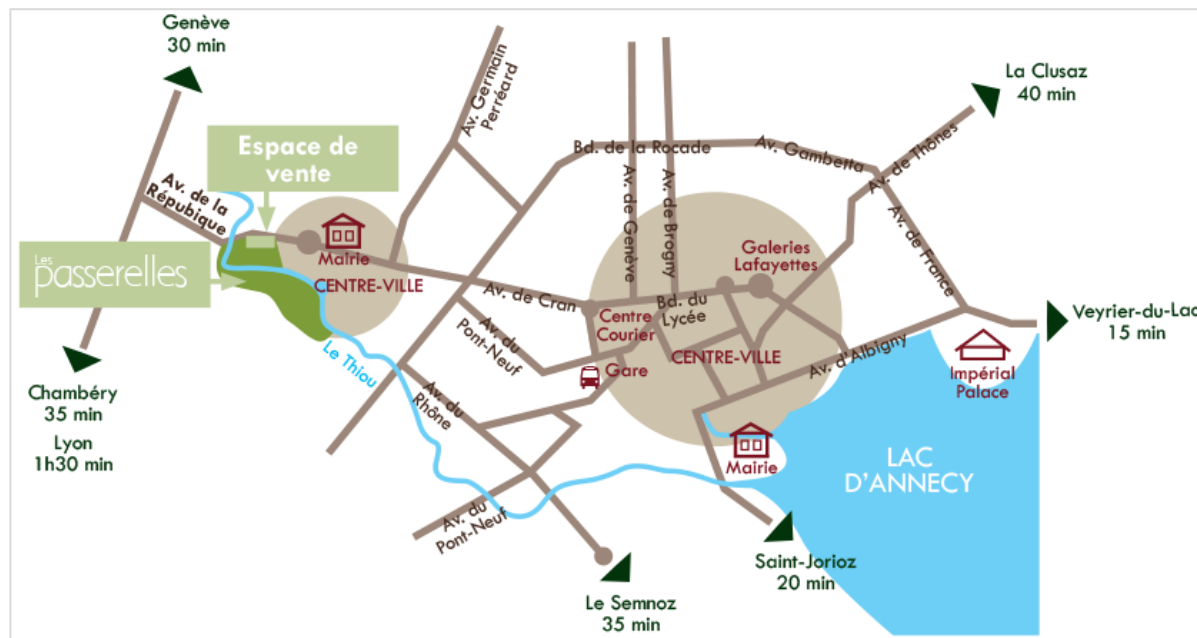 Genève
30 min
La Clusaz
40 min
Av. Germain
Perréard
Espace de
vente
Bd. de la Rocade
Av. Gambetta
Av. de Thônes
Av. de la
Répubique
Av. de Genève
Av. de Brogny
Av. de France
Les
passerelles
Mairie
CENTRE-VILLE
Galeries
Lafayettes
Av. de Cran
Bd. du
Lycée
Centre
Courier
Veyrier-du-Lac
15 min
Le Thiou
Av. du
Pont-Neuf
Gare
CENTRE-VILLE
Av. d'Albigny
Impérial
Palace
Chambéry
35 min
Lyon
1h30 min
Av. du
Rhône
Mairie
LAC
D'ANNECY
Av. du
Pont-Neuf
Saint-Jorioz
20 min
Le Semnoz
35 min